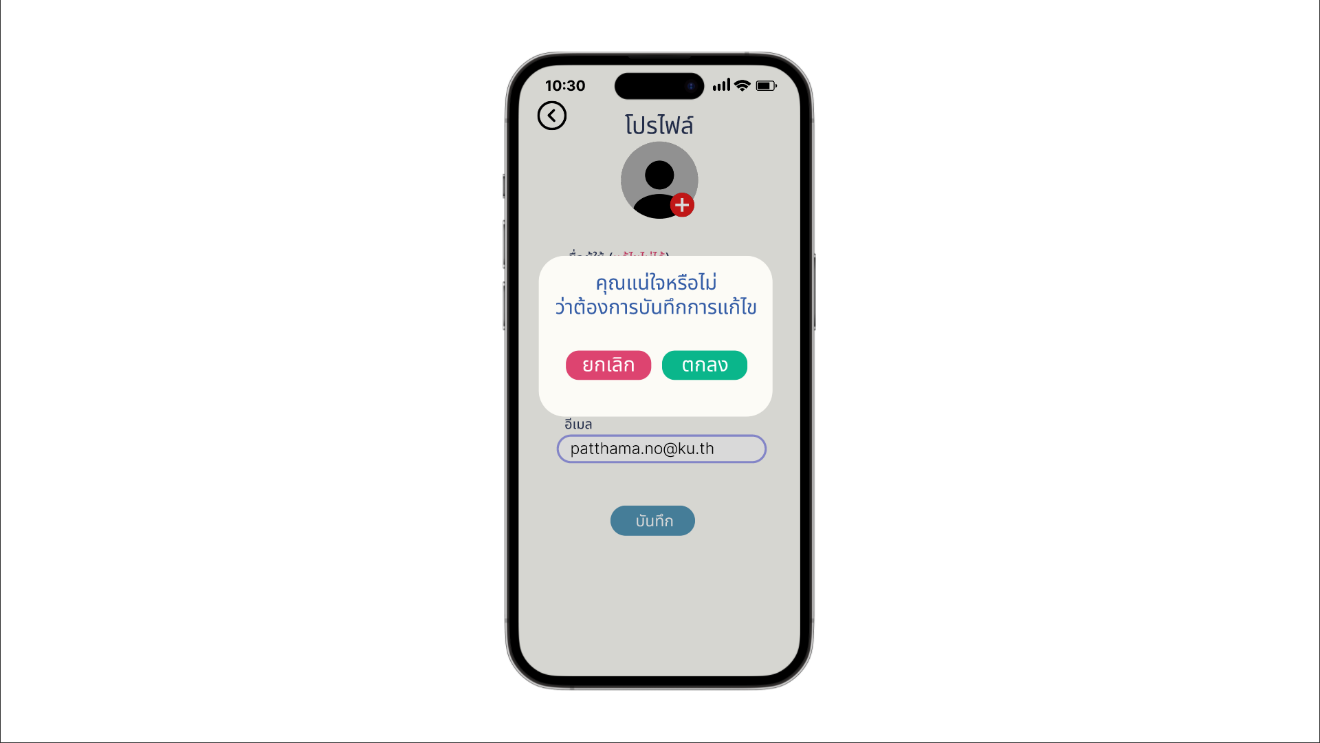 10:30
โปรไฟล์
คุณแน่ใจหรือไม่
ว่าต้องการบันทึกการแก้ไข
ยกเลิก
ตกลง
อีเมล
patthama.no@ku.th
บันทึก